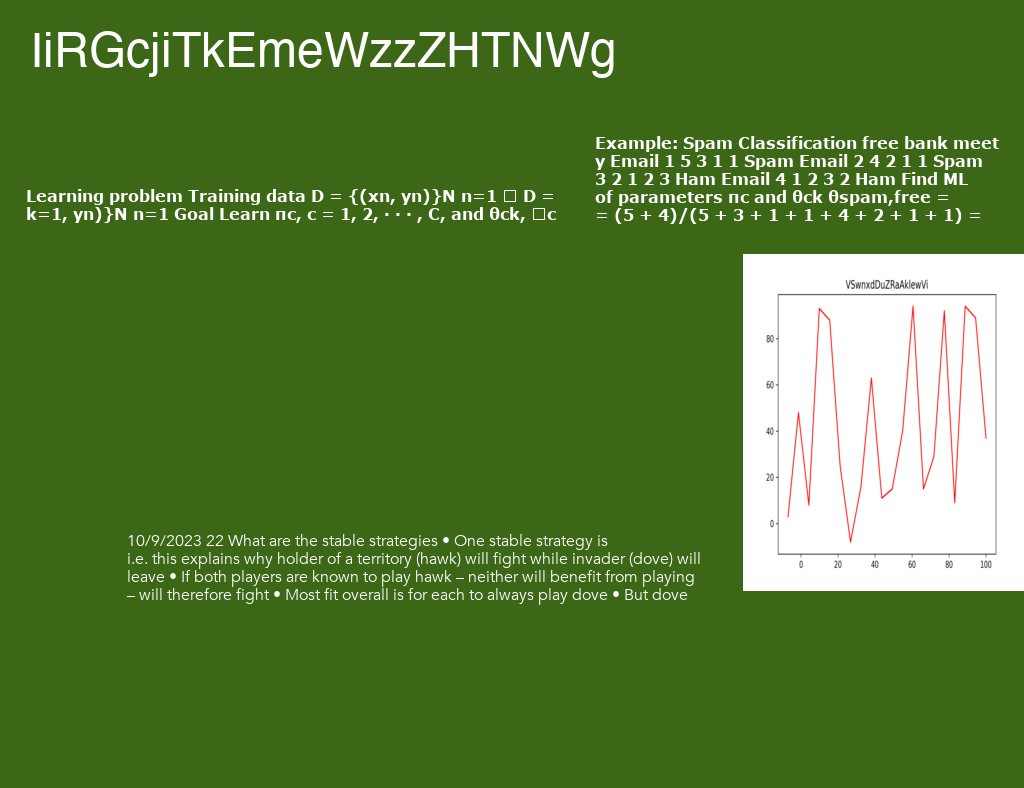 IiRGcjiTkEmeWzzZHTNWg
Learning problem Training data D = {(xn, yn)}N n=1 □ D =
k=1, yn)}N n=1 Goal Learn πc, c = 1, 2, · · · , C, and θck, □c
Example: Spam Classification free bank meet
y Email 1 5 3 1 1 Spam Email 2 4 2 1 1 Spam
3 2 1 2 3 Ham Email 4 1 2 3 2 Ham Find ML
of parameters πc and θck θspam,free =
= (5 + 4)/(5 + 3 + 1 + 1 + 4 + 2 + 1 + 1) =
VSwnxdDuZRaAklewVi
80
60
40
20
0
0 20 40 60 80 100
10/9/2023 22 What are the stable strategies • One stable strategy is
i.e. this explains why holder of a territory (hawk) will fight while invader (dove) will
leave • If both players are known to play hawk – neither will benefit from playing
– will therefore fight • Most fit overall is for each to always play dove • But dove